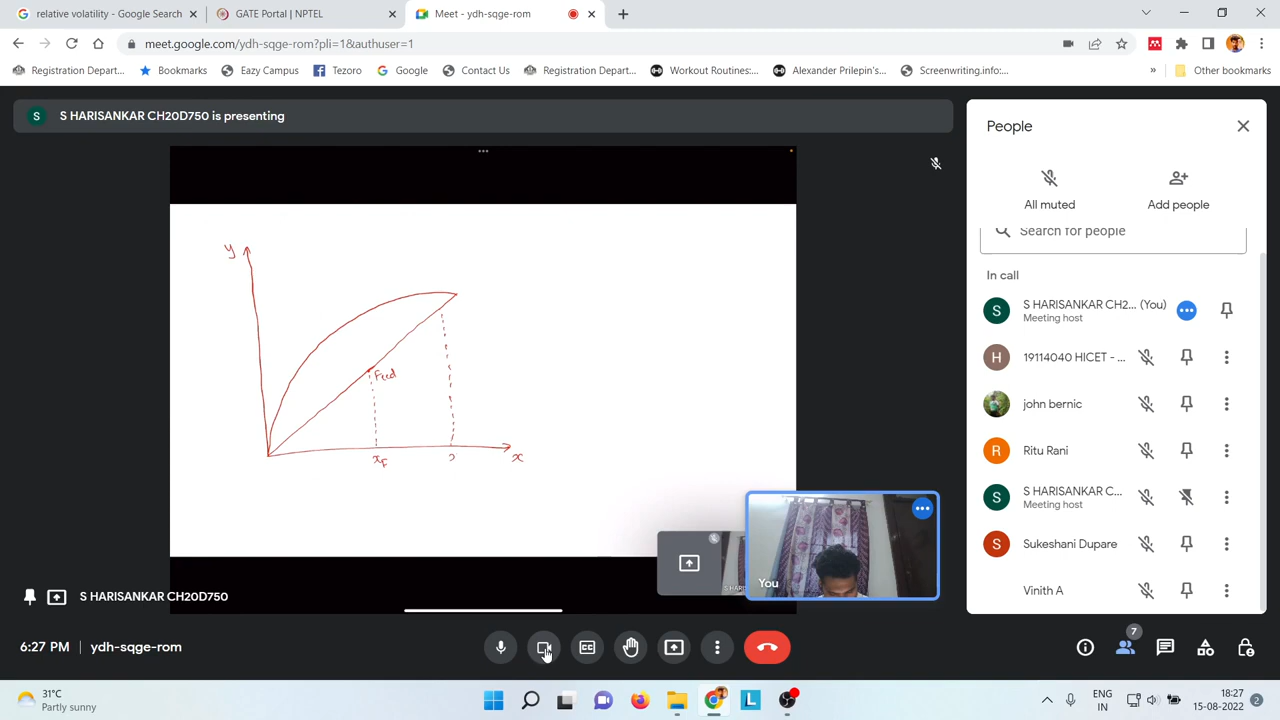 relative volatility - Google Search
GATE Portal | NPTEL
Meet - ydh-sqge-rom
meet.google.com/ydh-sqge-rom?pli=1&authuser=1
Registration Depart...
Bookmarks
Eazy Campus
Tezoro
Google
Contact Us
Registration Depart...
Workout Routines:...
Alexander Prilepin's...
Screenwriting.info:...
»
Other bookmarks
S
S HARISANKAR CH20D750 is presenting
People
All muted
Add people
Search for people
In call
S
S HARISANKAR CH2... (You)
Meeting host
H
19114040 HICET - ...
john bernic
R
Ritu Rani
S
S HARISANKAR C...
Meeting host
S
Sukeshani Dupare
Vinith A
y
Feed
xF
x
You
S HARISANKAR CH20D750
6:27 PM
ydh-sqge-rom
7
31°C
Partly sunny
L
ENG
IN
18:27
15-08-2022
2